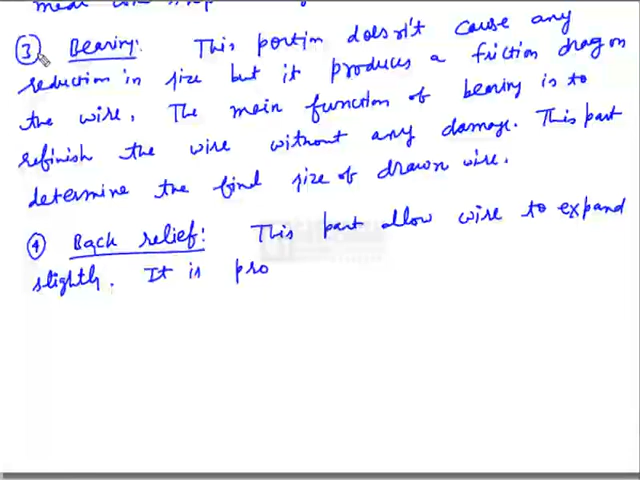 ③ Bearing: This portion doesn't cause any
reduction in size but it produces a friction drag on
the wire. The main function of bearing is to
refinish the wire without any damage. This part
determine the final size of drawn wire.
④ Back relief: This part allow wire to expand
slightly. It is pro